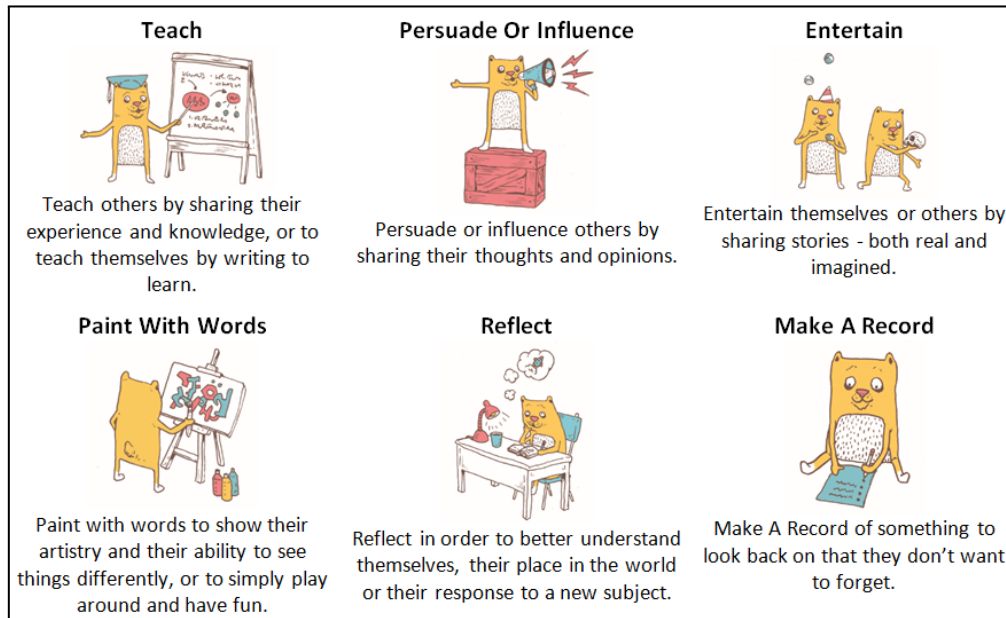 Teach
Teach others by sharing their
experience and knowledge, or to
teach themselves by writing to
learn.
Persuade Or Influence
Persuade or influence others by
sharing their thoughts and opinions.
Entertain
Entertain themselves or others by
sharing stories - both real and
imagined.
Paint With Words
Paint with words to show their
artistry and their ability to see
things differently, or to simply play
around and have fun.
Reflect
Reflect in order to better understand
themselves, their place in the world
or their response to a new subject.
Make A Record
Make A Record of something to
look back on that they don’t want
to forget.